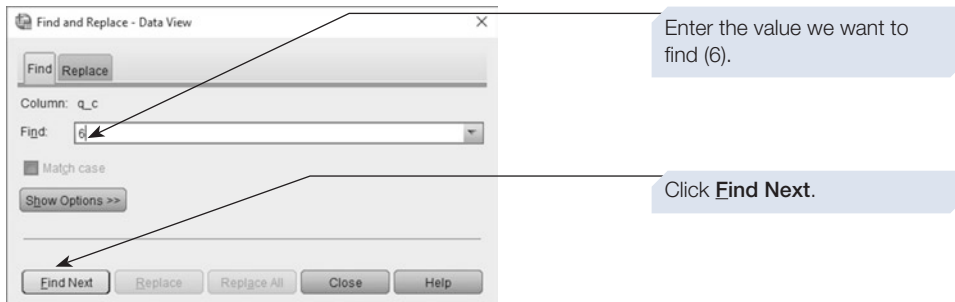 Find and Replace - Data View
Enter the value we want to
find (6).
Find Replace
Column: q_c
Find: 6
Match case
Show Options >>
Click Find Next.
Find Next Replace Replace All Close Help